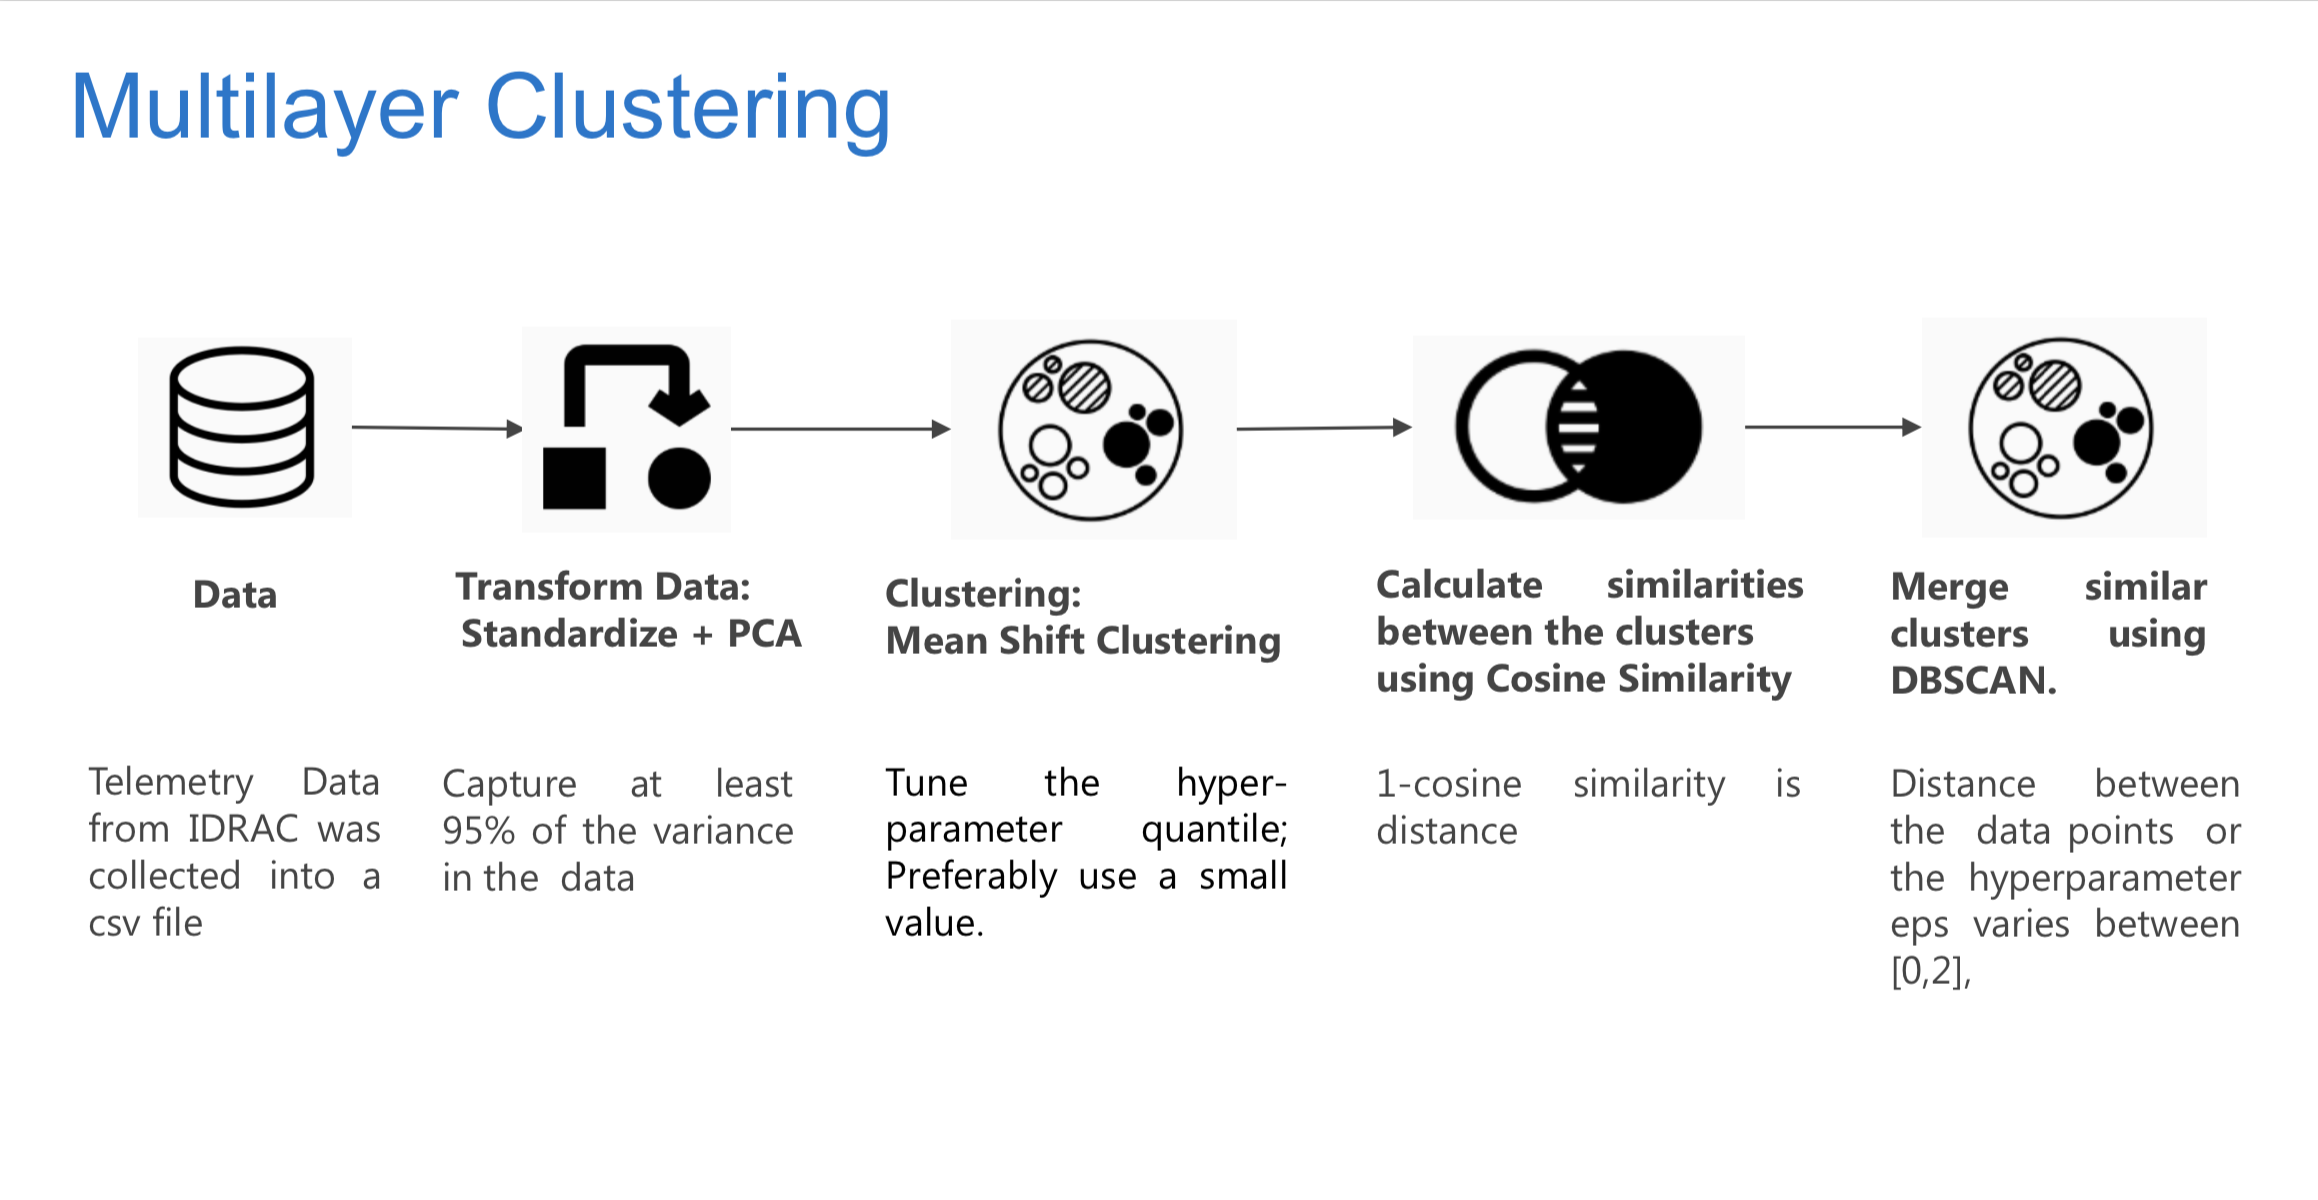 Multilayer Clustering
Data
Transform Data:
Standardize + PCA
Clustering:
Mean Shift Clustering
Calculate similarities
between the clusters
using Cosine Similarity
Merge similar
clusters using
DBSCAN.
Telemetry Data
from IDRAC was
collected into a
csv file
Capture at least
95% of the variance
in the data
Tune the hyper-
parameter quantile;
Preferably use a small
value.
1-cosine similarity is
distance
Distance between
the data points or
the hyperparameter
eps varies between
[0,2],